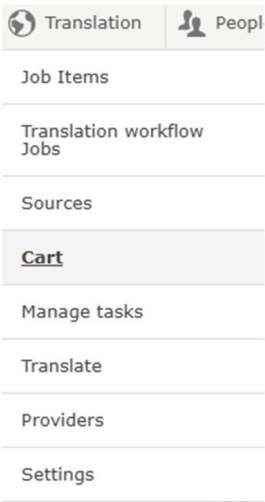 Translation Peopl
Job Items
Translation workflow
Jobs
Sources
Cart
Manage tasks
Translate
Providers
Settings